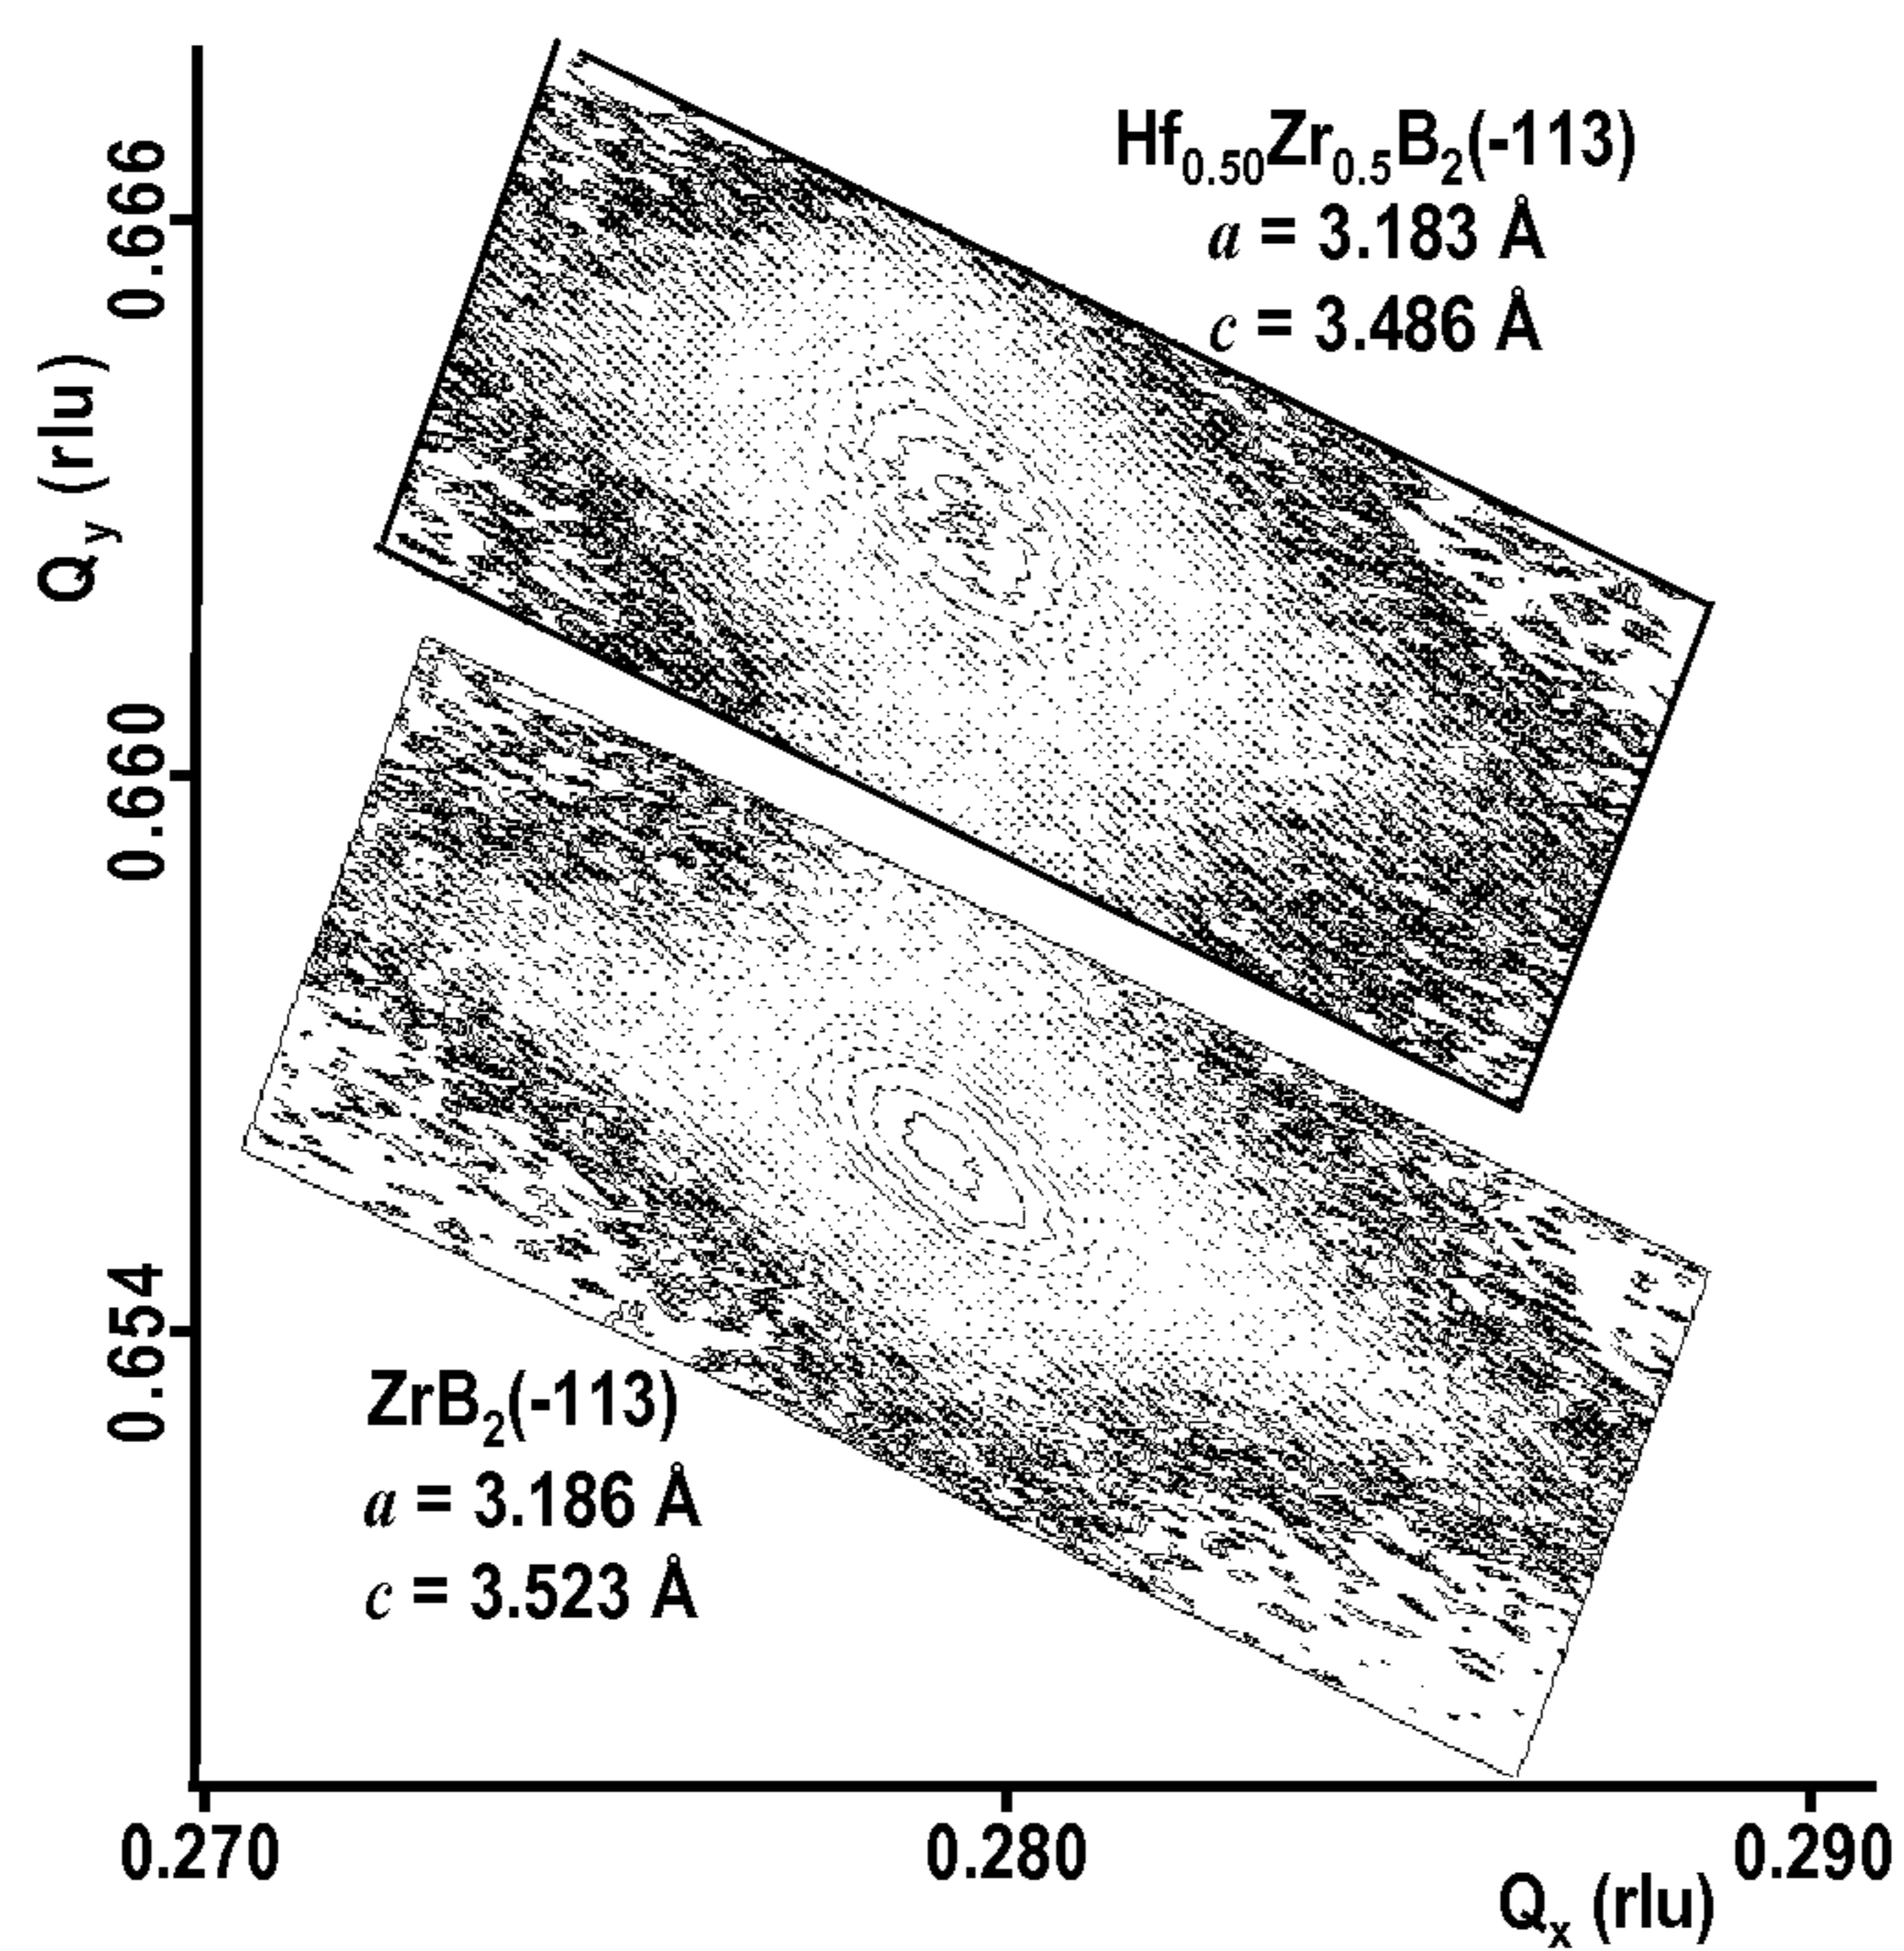 Hf0.50Zr0.5B2(-113)
a = 3.183 Å
c = 3.486 Å
0.666
Qy (rlu)
0.660
0.654
ZrB2(-113)
a = 3.186 Å
c = 3.523 Å
0.270
0.280
0.290
Qx (rlu)